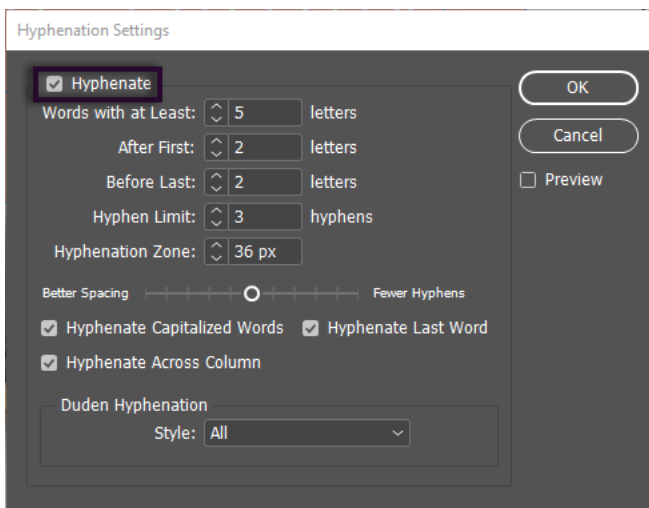 Hyphenation Settings
Hyphenate
Words with at Least: 5 letters
After First: 2 letters
Before Last: 2 letters
Hyphen Limit: 3 hyphens
Hyphenation Zone: 36 px
Better Spacing Fewer Hyphens
Hyphenate Capitalized Words Hyphenate Last Word
Hyphenate Across Column
Duden Hyphenation
Style: All
OK
Cancel
Preview